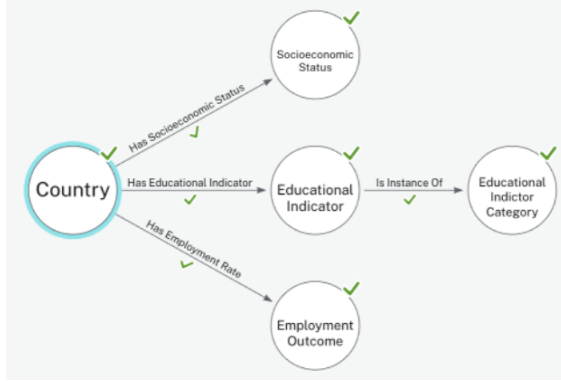 Socioeconomic
Status
Has Socioeconomic Status
Country
Has Educational Indicator
Educational
Indicator
Is Instance Of
Educational
Indictor
Category
Has Employment Rate
Employment
Outcome